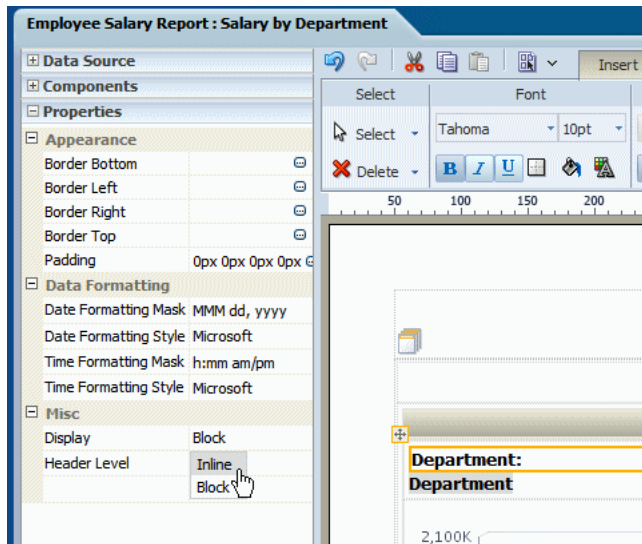 Employee Salary Report : Salary by Department
Data Source
Components
Properties
Appearance
Border Bottom
Border Left
Border Right
Border Top
Padding 0px 0px 0px 0px
Data Formatting
Date Formatting Mask MMM dd, yyyy
Date Formatting Style Microsoft
Time Formatting Mask h:mm am/pm
Time Formatting Style Microsoft
Misc
Display Block
Header Level Inline
Block
Insert
Select Font
Select Tahoma 10pt
Delete B I U
50 100 150 200
Department:
Department
2,100K